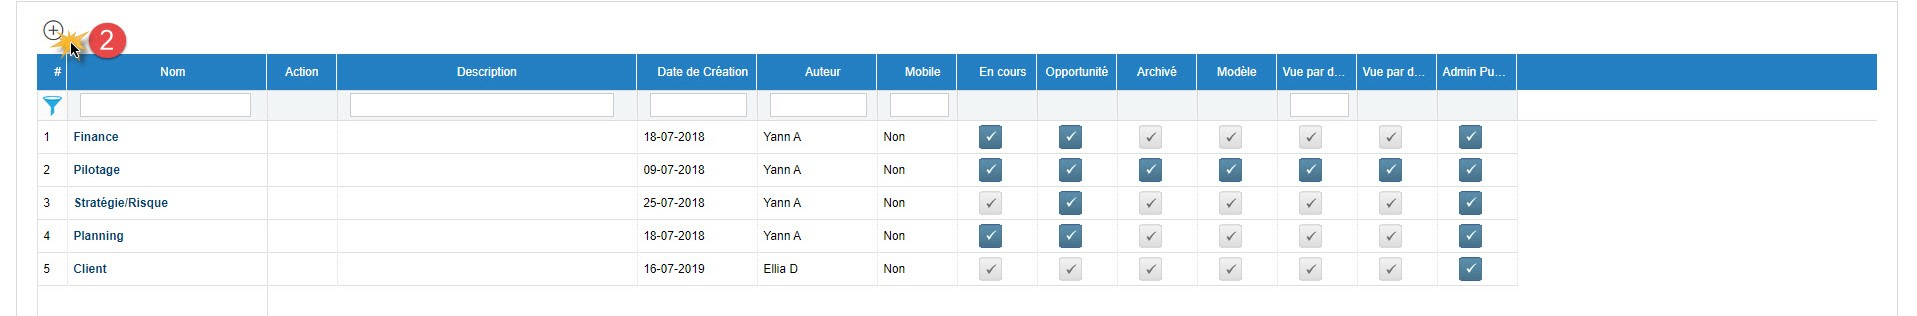 2
# Nom Action Description Date de Création Auteur Mobile En cours Opportunité Archivé Modèle Vue par d... Vue par d... Admin Pu...
1 Finance 18-07-2018 Yann A Non
2 Pilotage 09-07-2018 Yann A Non
3 Stratégie/Risque 25-07-2018 Yann A Non
4 Planning 18-07-2018 Yann A Non
5 Client 16-07-2019 Ellia D Non